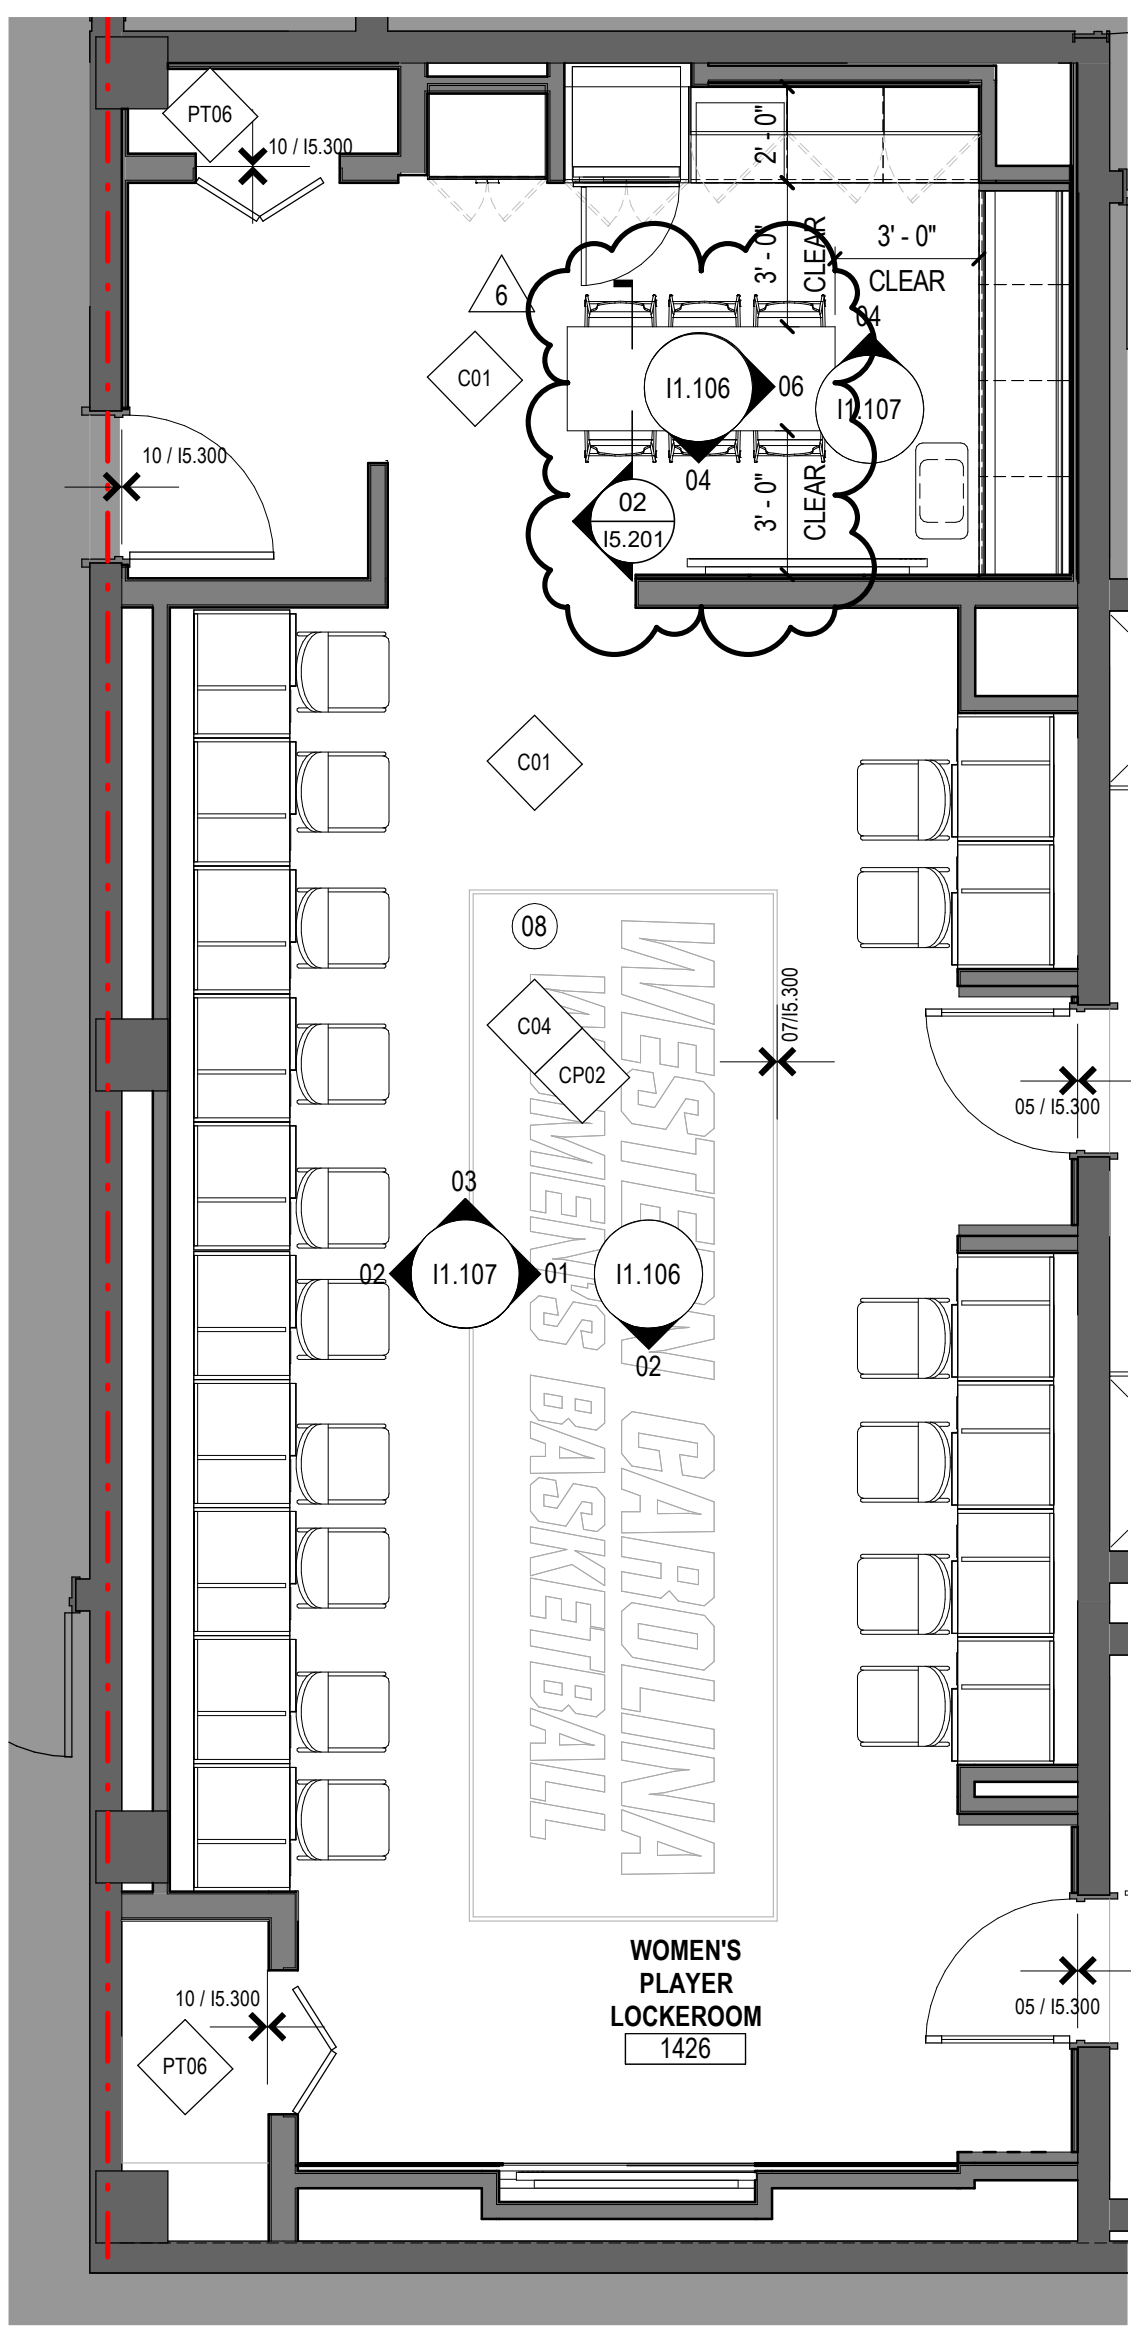 PT06
10 / I5.300
2' - 0"
3' - 0"
CLEAR
3' - 0"
CLEAR
6
C01
04
I1.106
06
I1.107
04
10 / I5.300
02
I5.201
3' - 0"
CLEAR
C01
08
C04
CP02
07/I5.300
WESTERN CAROLINA
WOMEN'S BASKETBALL
05 / I5.300
03
02
I1.107
01
I1.106
02
WOMEN'S
PLAYER
LOCKEROOM
1426
10 / I5.300
PT06
05 / I5.300